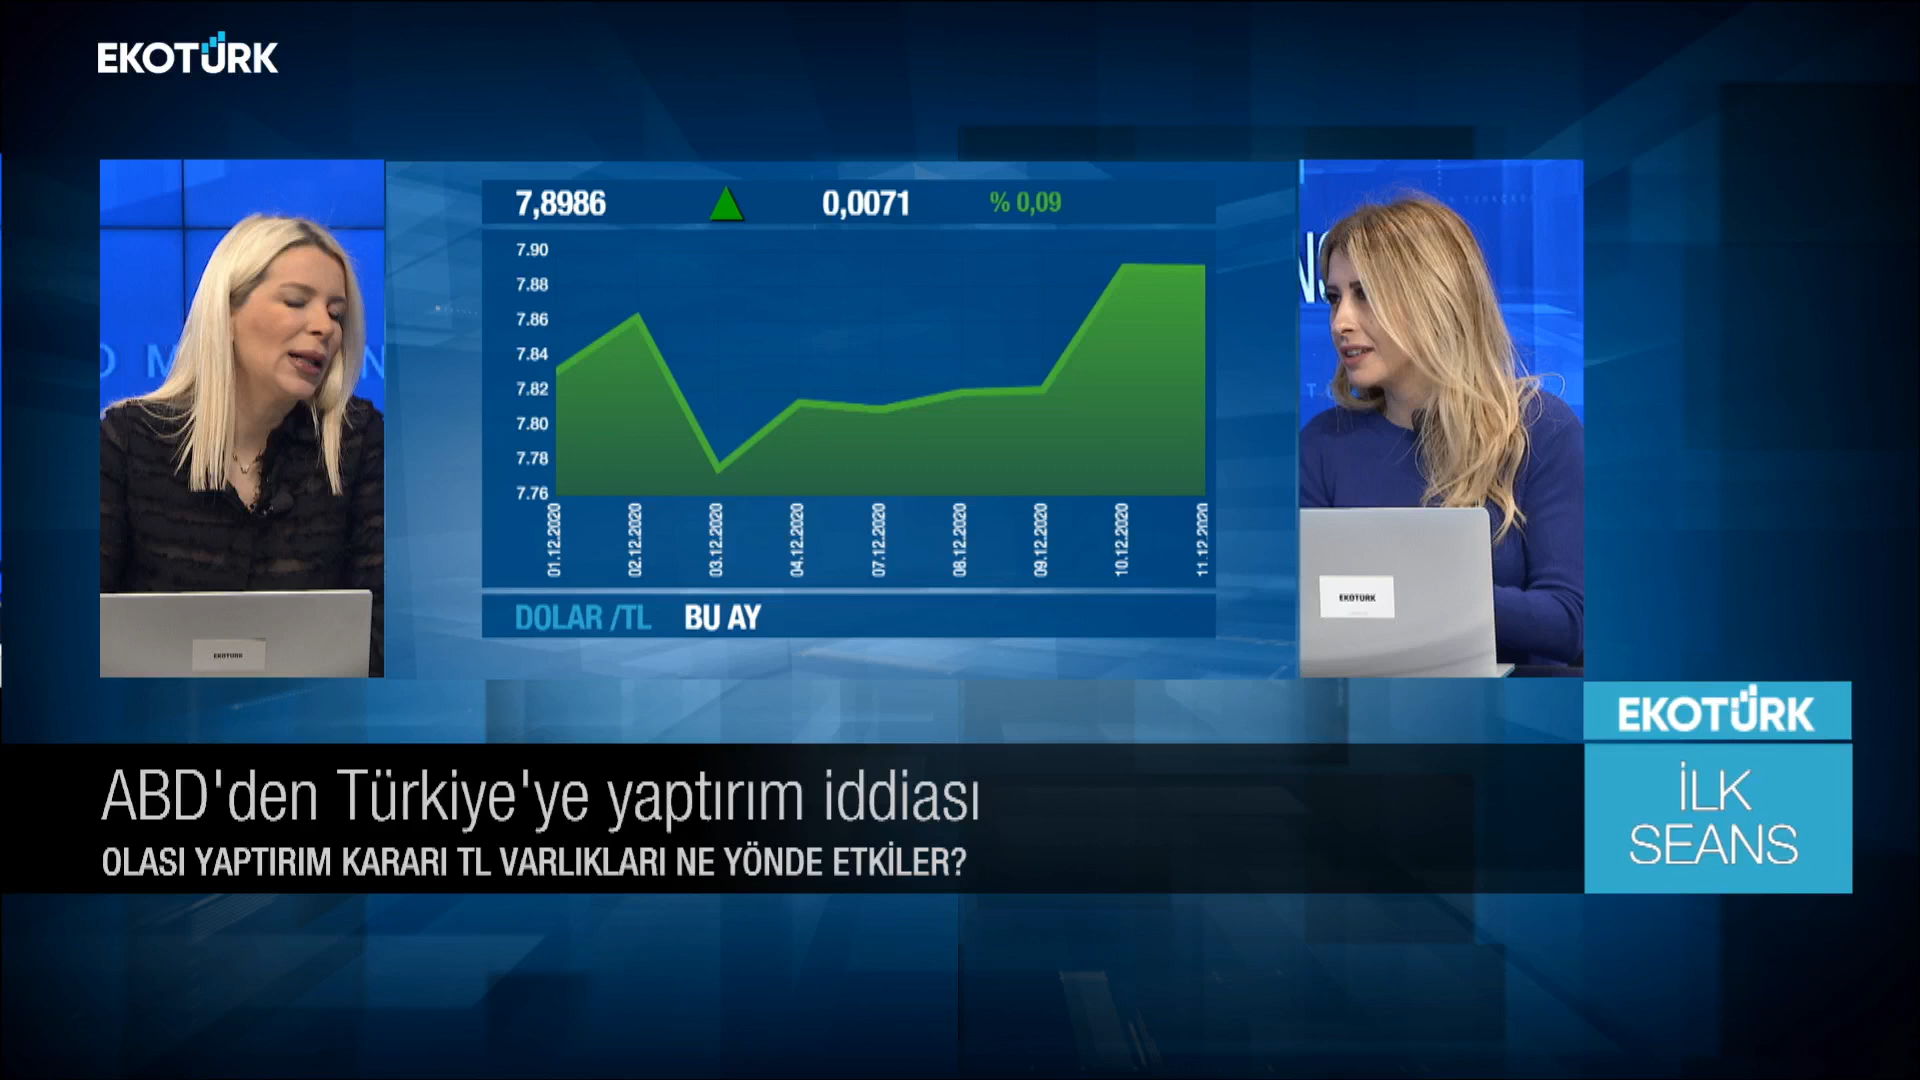 EKOTÜRK
7,8986
0,0071
% 0,09
7.90
7.88
7.86
7.84
7.82
7.80
7.78
7.76
01.12.2020
02.12.2020
03.12.2020
04.12.2020
07.12.2020
08.12.2020
09.12.2020
10.12.2020
11.12.2020
DOLAR /TL BU AY
EKOTÜRK
EKOTÜRK
EKOTÜRK
İLK
SEANS
ABD'den Türkiye'ye yaptırım iddiası
OLASI YAPTIRIM KARARI TL VARLIKLARI NE YÖNDE ETKİLER?